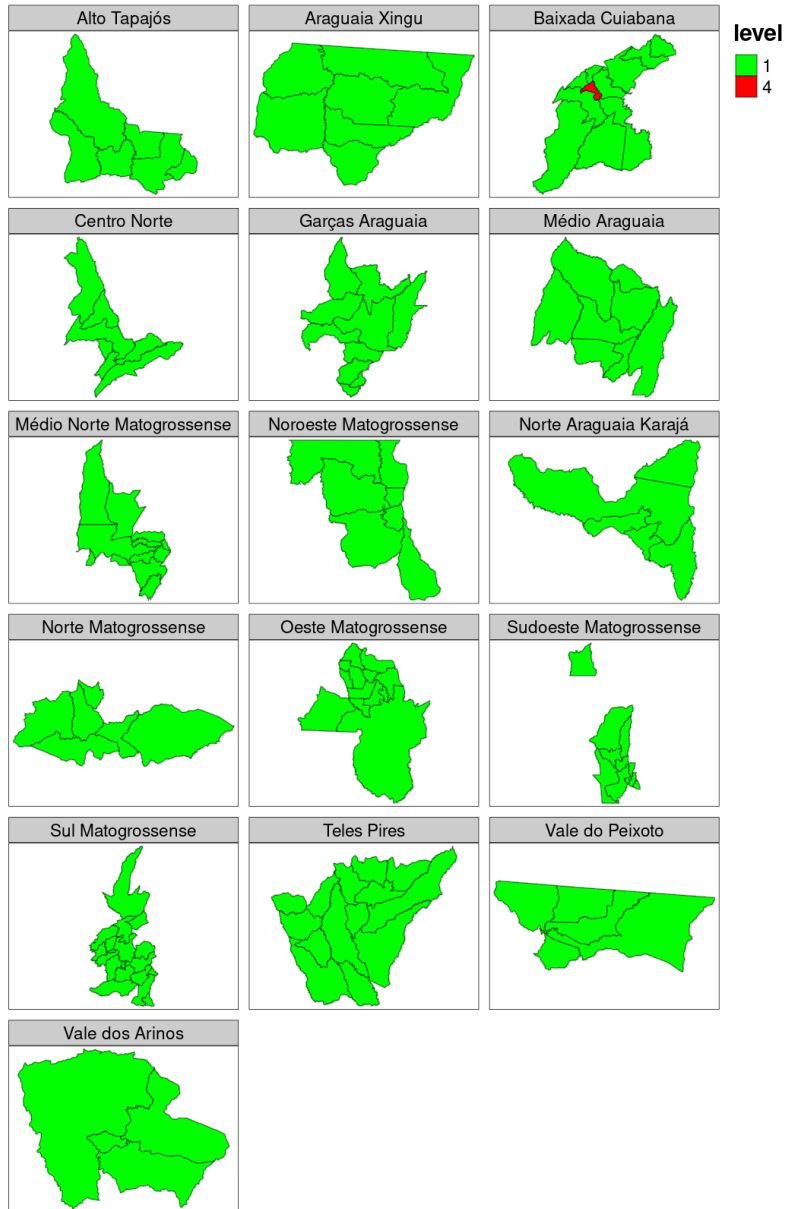 Alto Tapajós
Araguaia Xingu
Baixada Cuiabana
level
1
4
Centro Norte
Garças Araguaia
Médio Araguaia
Médio Norte Matogrossense
Noroeste Matogrossense
Norte Araguaia Karajá
Norte Matogrossense
Oeste Matogrossense
Sudoeste Matogrossense
Sul Matogrossense
Teles Pires
Vale do Peixoto
Vale dos Arinos